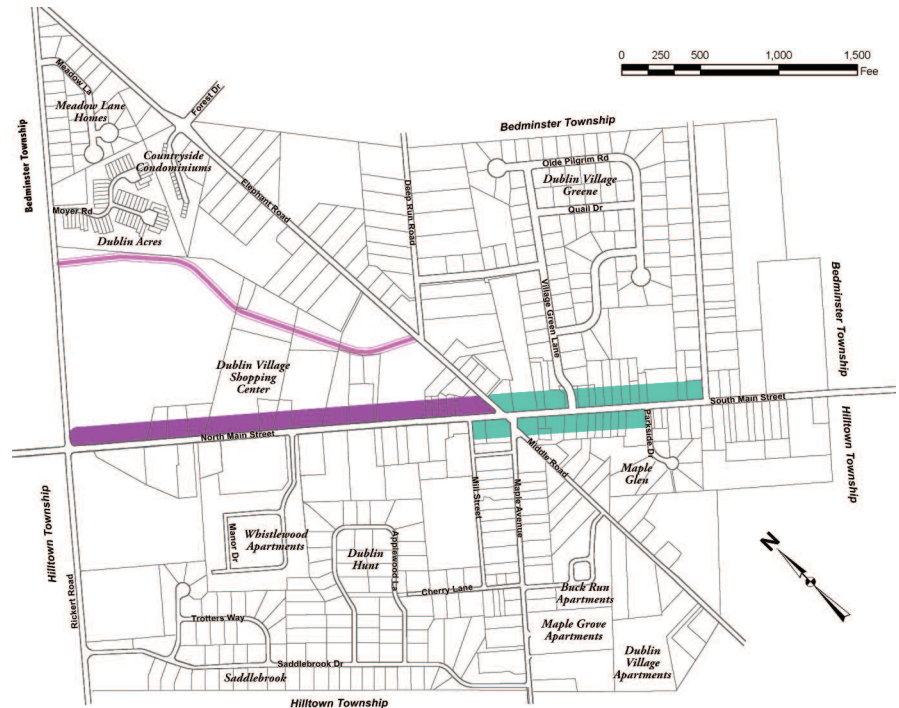 0 250 500 1,000 1,500
Fee
Meadow La
Forest Dr
Meadow Lane
Homes
Bedminster Township
Bedminster Township
Countryside
Condominiums
Olde Pilgrim Rd
Dublin Village
Greene
Elephant Road
Deep Run Road
Quail Dr
Moyer Rd
Dublin Acres
Village Green Lane
Bedminster Township
Dublin Village
Shopping
Center
South Main Street
North Main Street
Parkside Dr
Hilltown Township
Middle Road
Maple
Glen
Hilltown Township
Mill Street
Maple Avenue
Manor Dr
Whistlewood
Apartments
Applewood La
Dublin
Hunt
N
Rickert Road
Cherry Lane
Buck Run
Apartments
Trotters Way
Maple Grove
Apartments
Dublin
Village
Apartments
Saddlebrook Dr
Saddlebrook
Hilltown Township